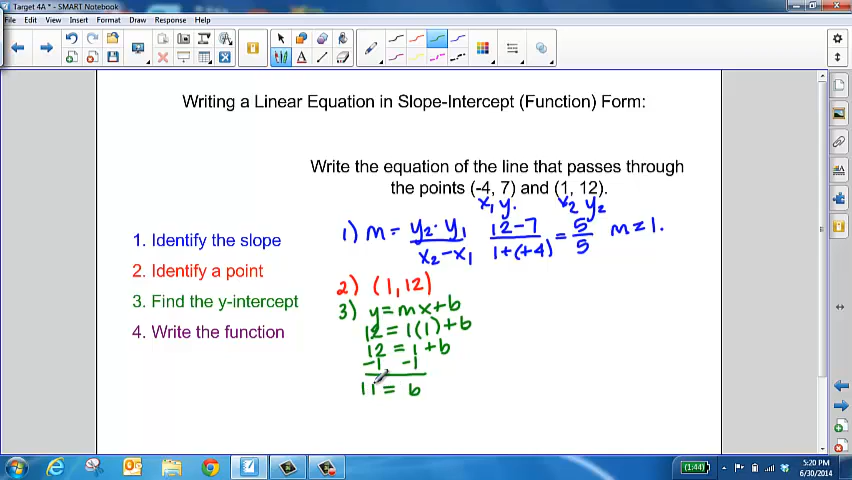 Target 4A* - SMART Notebook
File Edit View Insert Format Draw Response Help
Writing a Linear Equation in Slope-Intercept (Function) Form:
Write the equation of the line that passes through
the points (-4, 7) and (1, 12).
x₁ y₁ x₂ y₂
1. Identify the slope
2. Identify a point
3. Find the y-intercept
4. Write the function
1) m = y₂ - y₁ / x₂ - x₁ 12-7 / 1+(+4) = 5/5 m = 1.
2) (1, 12)
3) y = mx + b
12 = 1(1) + b
12 = 1 + b
-1 -1
11 = b
(1:44)
5:20 PM
6/30/2014